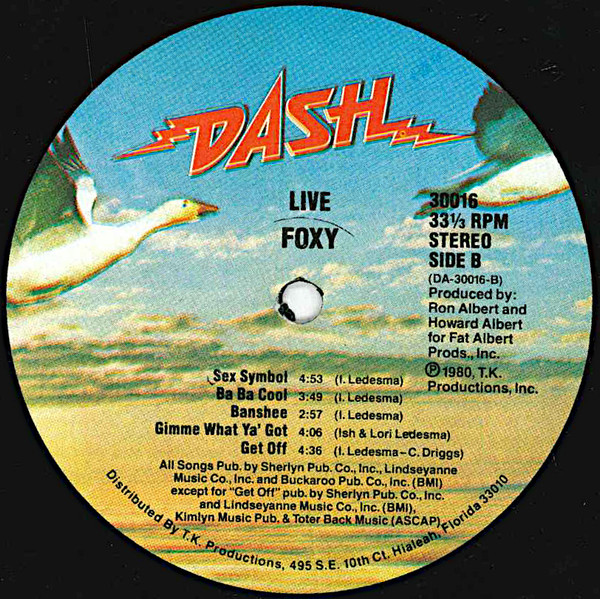 DASH
LIVE
FOXY
30016
33⅓ RPM
STEREO
SIDE B
(DA-30016-B)
Produced by:
Ron Albert and
Howard Albert
for Fat Albert
Prods., Inc.
Ⓟ1980, T.K.
Productions, Inc.
Sex Symbol 4:53 (I. Ledesma)
Ba Ba Cool 3:49 (I. Ledesma)
Banshee 2:57 (I. Ledesma)
Gimme What Ya' Got 4:06 (Ish & Lori Ledesma)
Get Off 4:36 (I. Ledesma–C. Driggs)
All Songs Pub. by Sherlyn Pub. Co., Inc., Lindseyanne
Music Co., Inc. and Buckaroo Pub. Co., Inc. (BMI)
except for "Get Off" pub. by Sherlyn Pub. Co., Inc.
and Lindseyanne Music Co., Inc. (BMI),
Kimlyn Music Pub. & Toter Back Music (ASCAP)
Distributed By T.K. Productions, 495 S.E. 10th Ct. Hialeah, Florida 33010